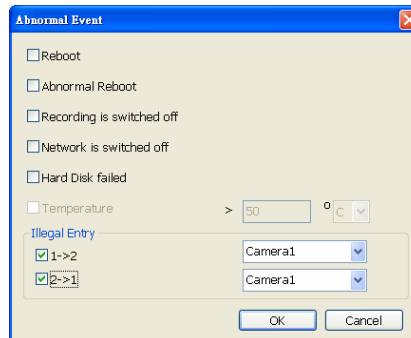 Abnormal Event
Reboot
Abnormal Reboot
Recording is switched off
Network is switched off
Hard Disk failed
Temperature > 50 o C
Illegal Entry
1->2 Camera1
2->1 Camera1
OK Cancel